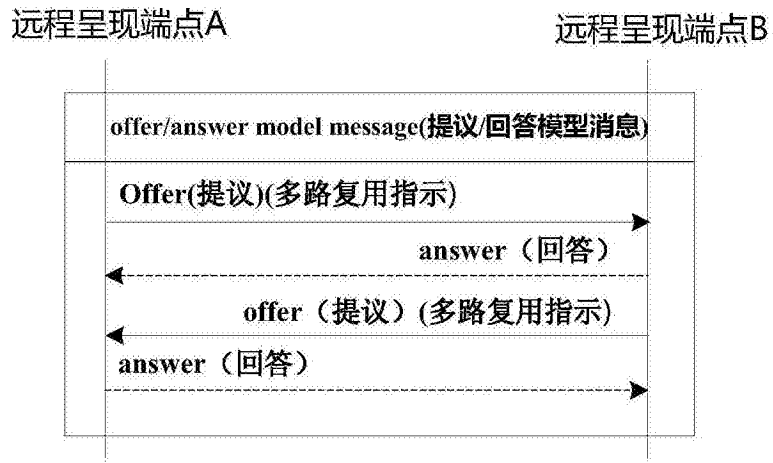 远程呈现端点A
远程呈现端点B
offer/answer model message(提议/回答模型消息)
Offer(提议)(多路复用指示)
answer（回答）
offer（提议）(多路复用指示)
answer（回答）